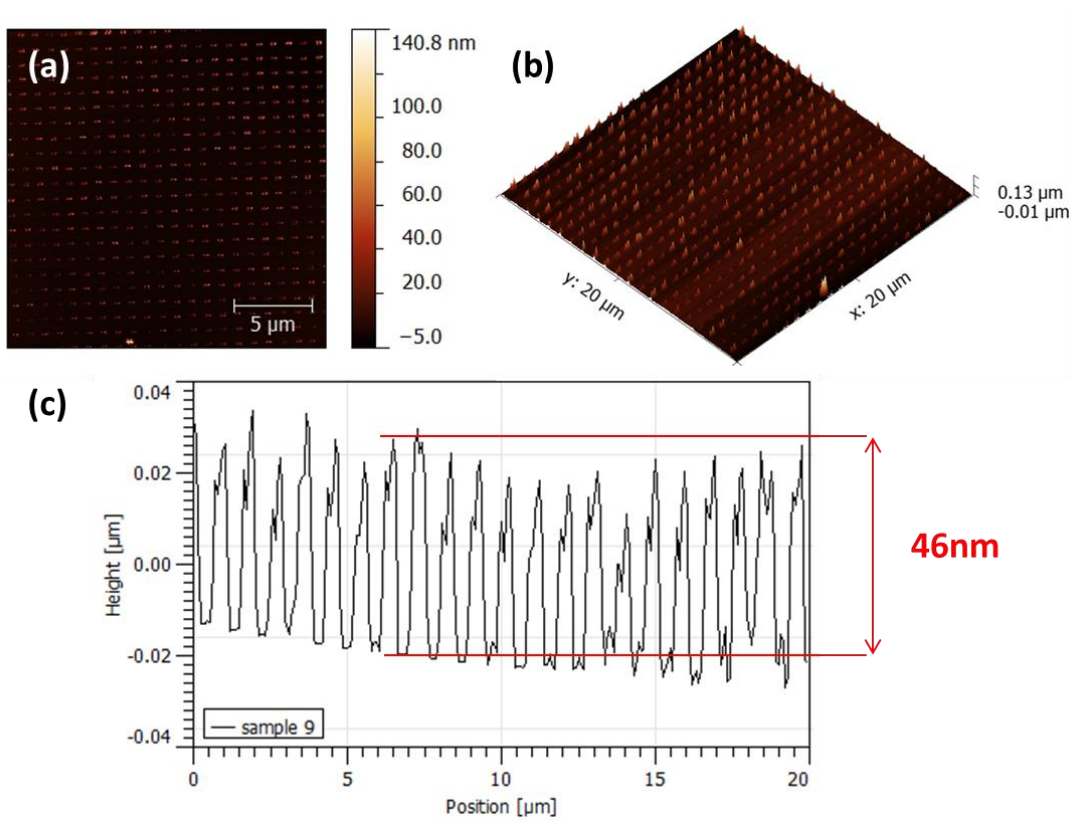 (a)
5 µm
140.8 nm
100.0
80.0
60.0
40.0
20.0
−5.0
(b)
0.13 µm
-0.01 µm
y: 20 µm
x: 20 µm
(c)
0.04
0.02
0.00
-0.02
-0.04
Height [µm]
46nm
sample 9
0 5 10 15 20
Position [µm]